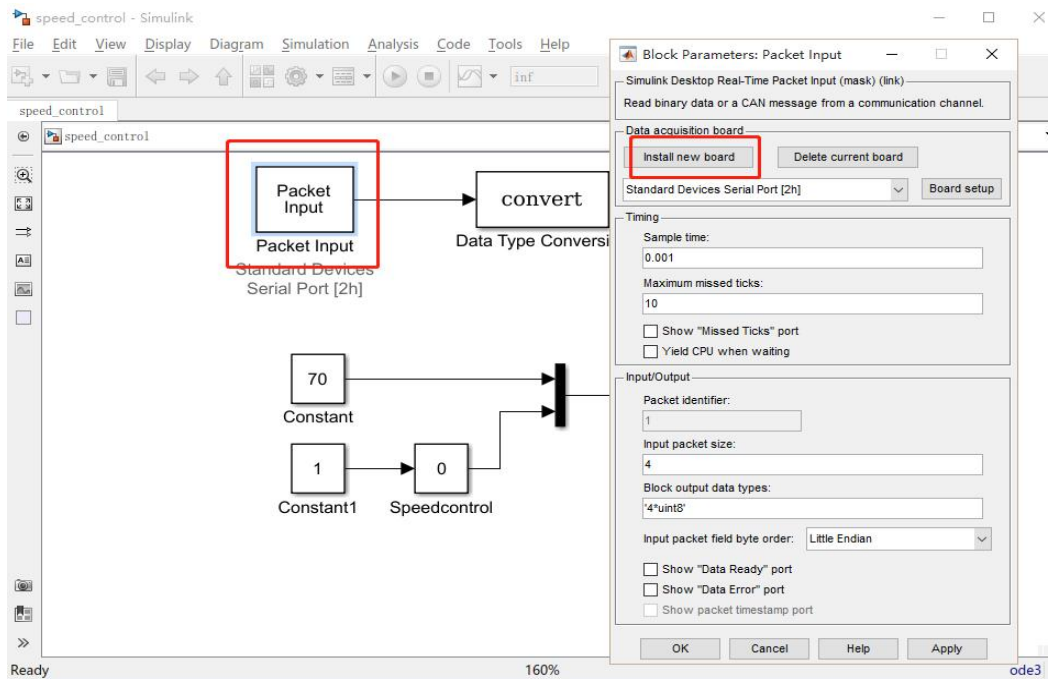 speed_control - Simulink
File Edit View Display Diagram Simulation Analysis Code Tools Help
inf
speed_control
speed_control
Packet
Input
Packet Input
Standard Devices
Serial Port [2h]
convert
Data Type Conversi
70
Constant
1
Constant1
0
Speedcontrol
Ready
160%
ode3
Block Parameters: Packet Input
Simulink Desktop Real-Time Packet Input (mask) (link)
Read binary data or a CAN message from a communication channel.
Data acquisition board
Install new board
Delete current board
Standard Devices Serial Port [2h]
Board setup
Timing
Sample time:
0.001
Maximum missed ticks:
10
Show "Missed Ticks" port
Yield CPU when waiting
Input/Output
Packet identifier:
1
Input packet size:
4
Block output data types:
'4*uint8'
Input packet field byte order: Little Endian
Show "Data Ready" port
Show "Data Error" port
Show packet timestamp port
OK Cancel Help Apply